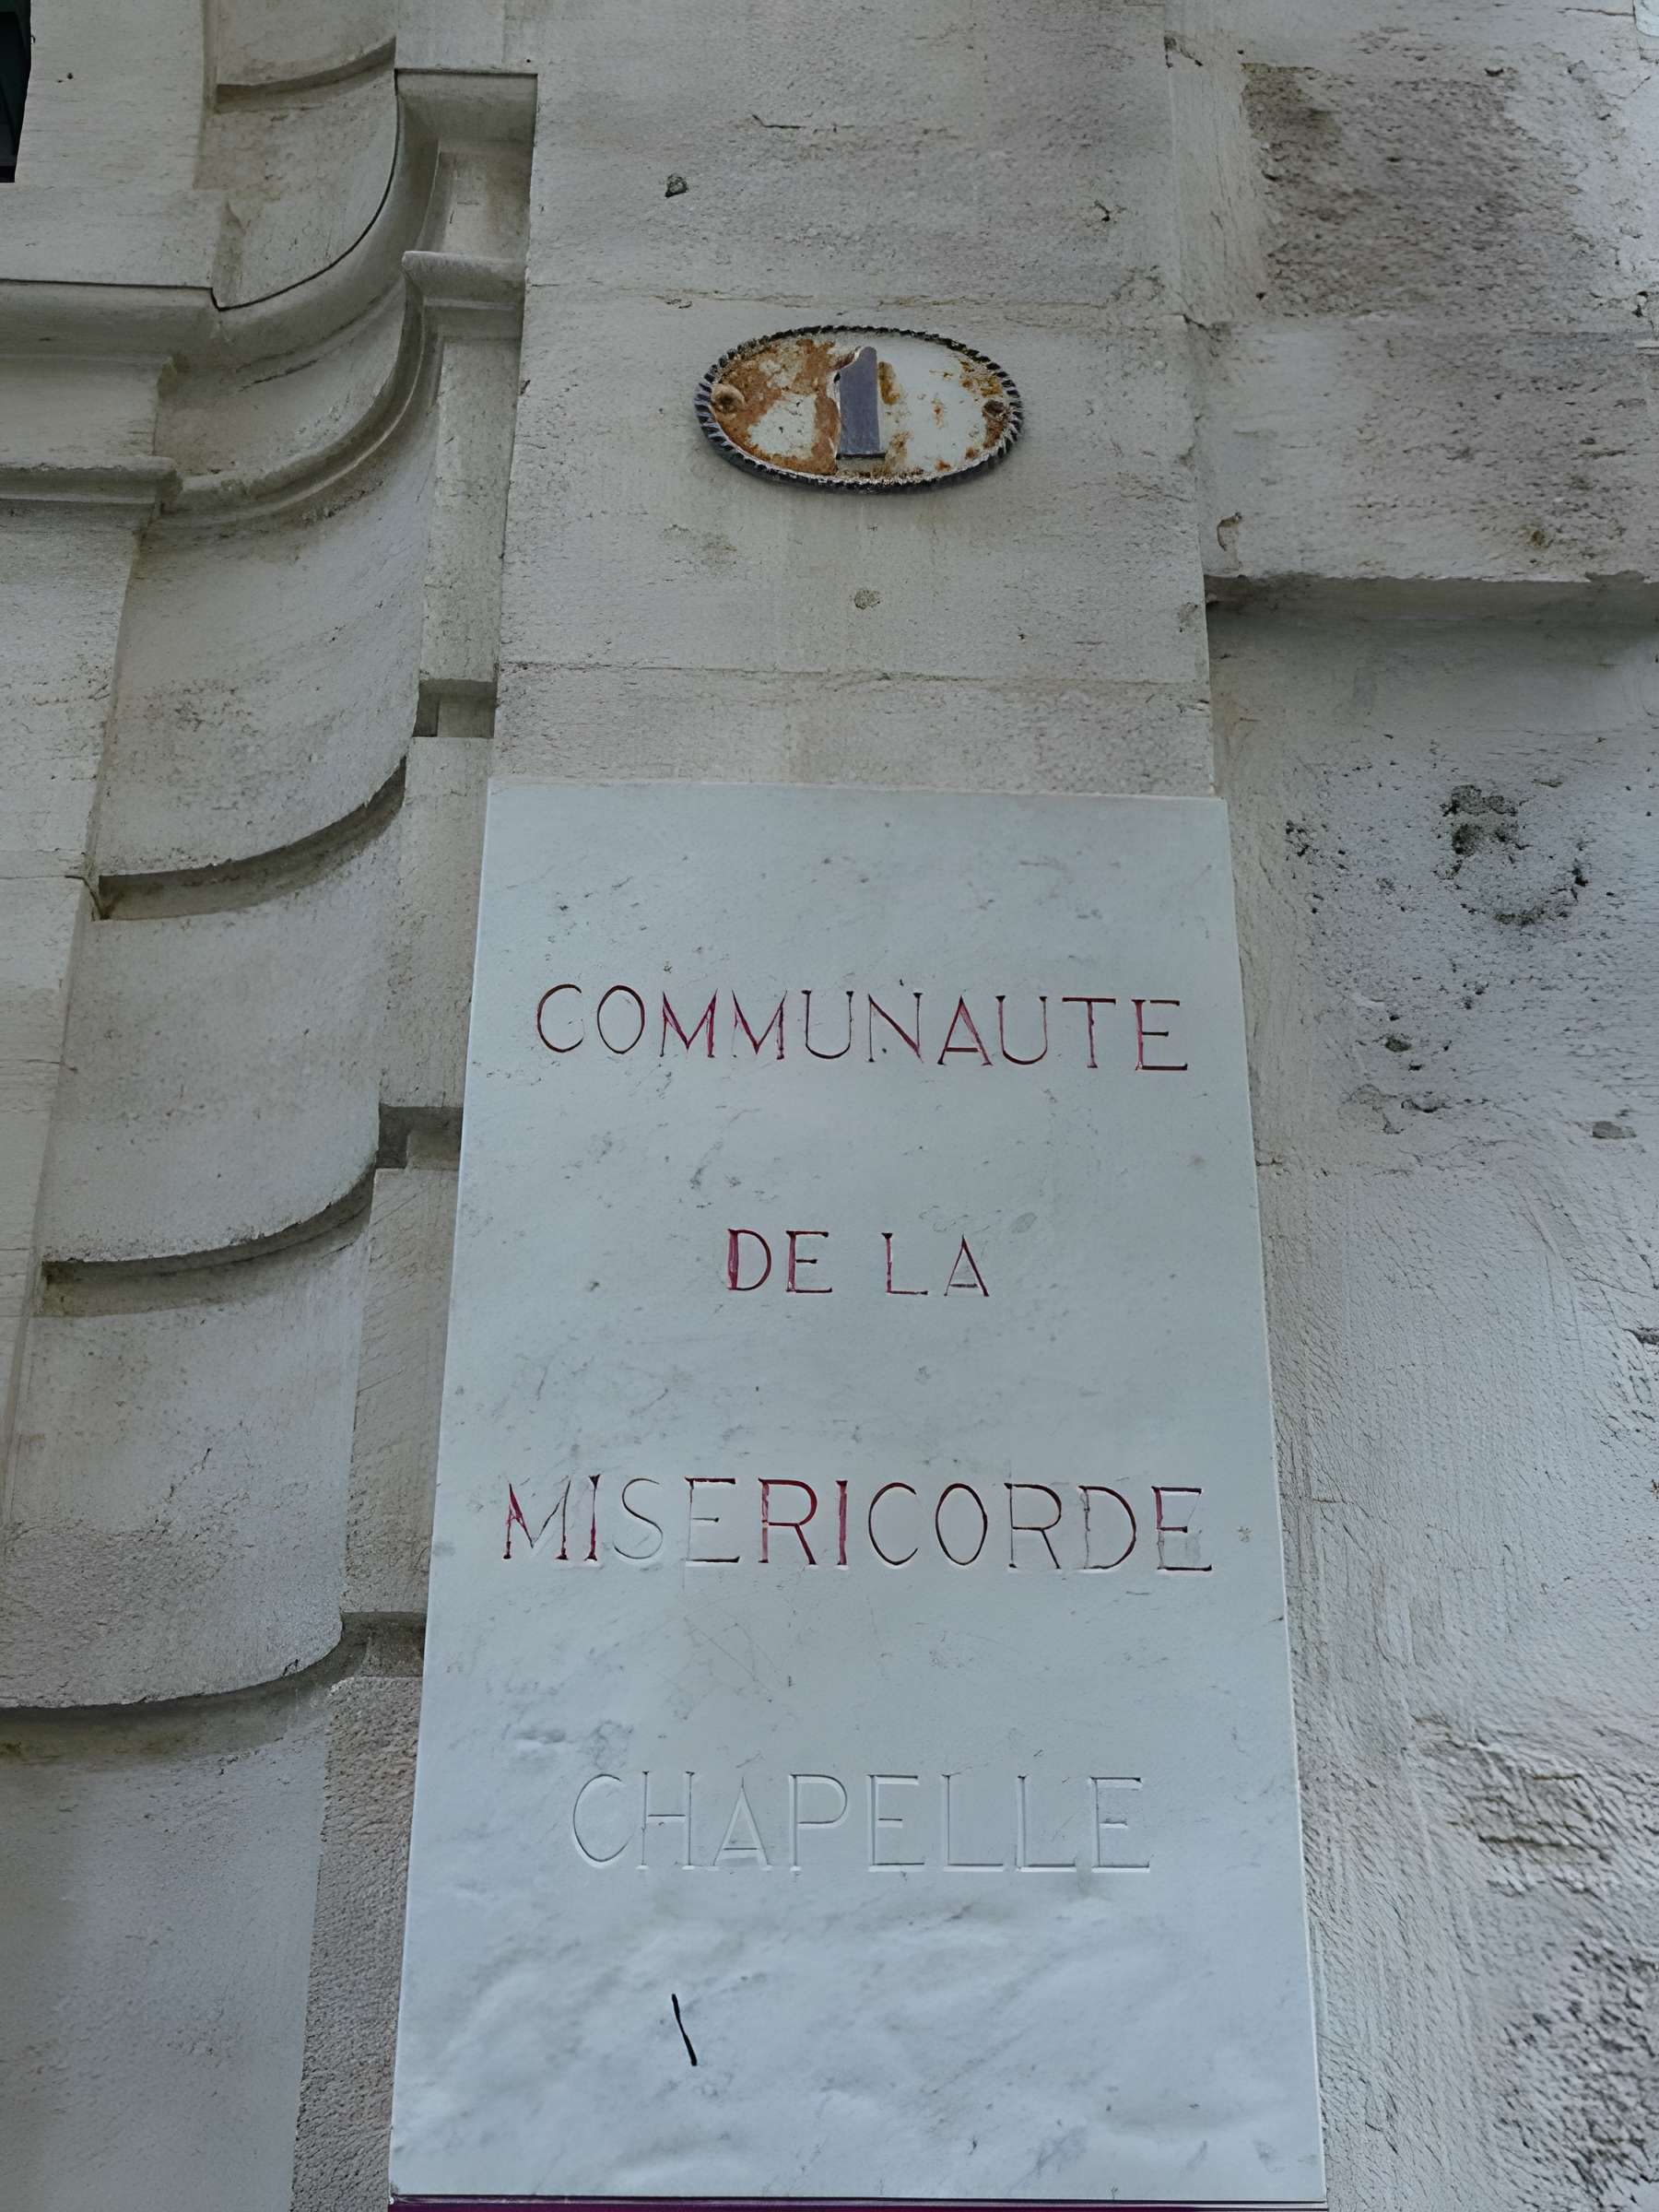 1
COMMUNAUTE
DE LA
MISERICORDE
CHAPELLE